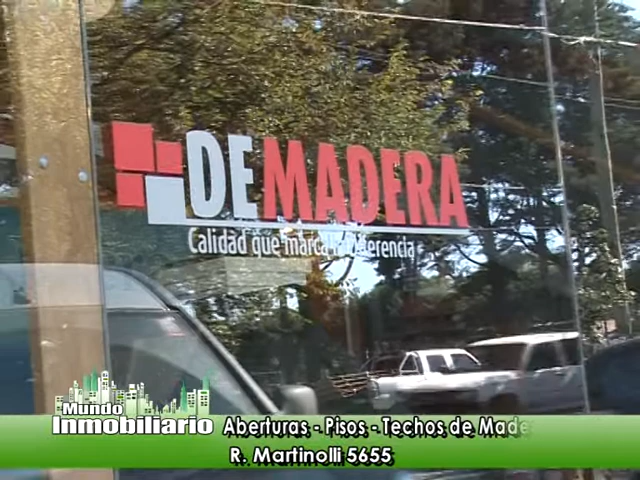 DEMADERA
Calidad que marca la diferencia
Mundo
Inmobiliario
Aberturas - Pisos - Techos de Made
R. Martinolli 5655